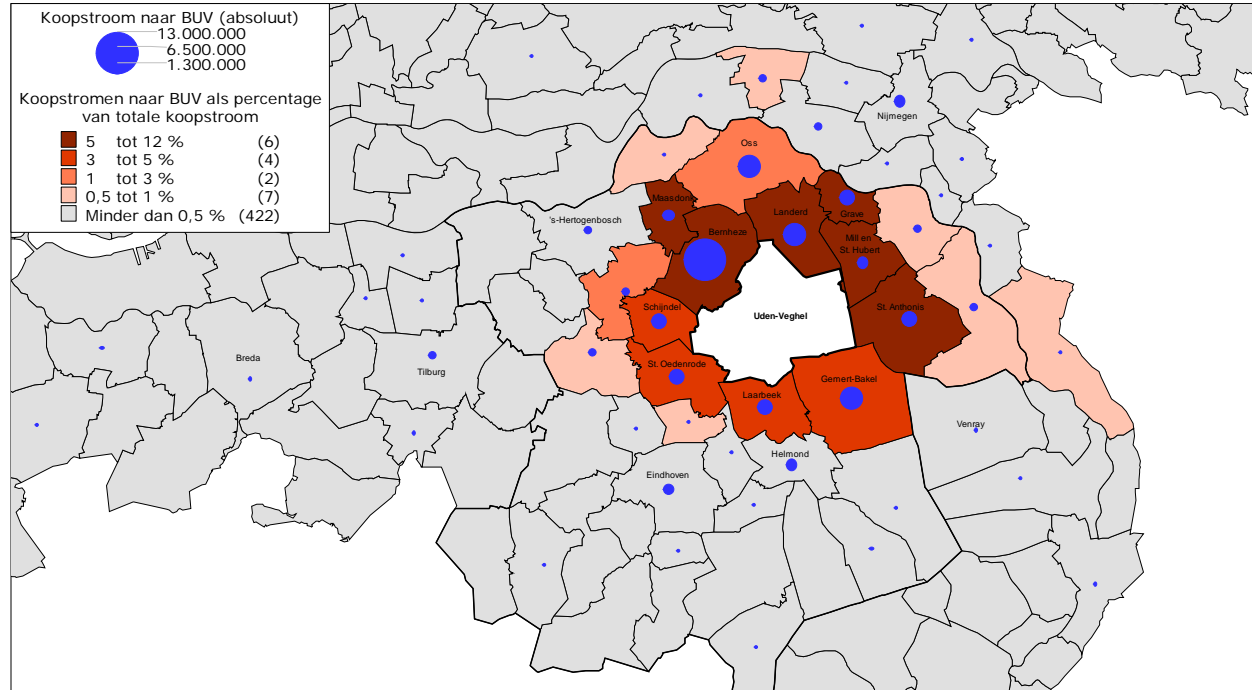 Koopstroom naar BUV (absoluut)
13.000.000
6.500.000
1.300.000
Koopstromen naar BUV als percentage
van totale koopstroom
5 tot 12 % (6)
3 tot 5 % (4)
1 tot 3 % (2)
0,5 tot 1 % (7)
Minder dan 0,5 % (422)
Nijmegen
Oss
Maasdonk
Landerd
Grave
's-Hertogenbosch
Bernheze
Mill en
St. Hubert
Schijndel
St. Anthonis
Uden-Veghel
Breda
Tilburg
St. Oedenrode
Gemert-Bakel
Laarbeek
Venray
Helmond
Eindhoven